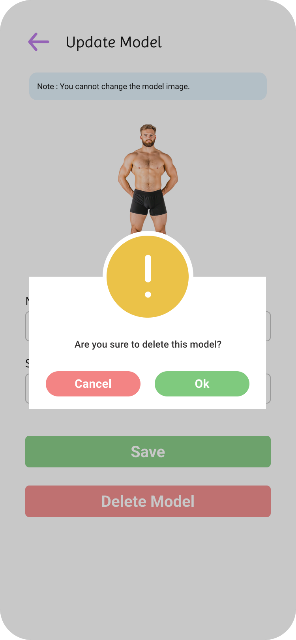 Update Model
Note : You cannot change the model image.
Are you sure to delete this model?
Cancel
Ok
Save
Delete Model